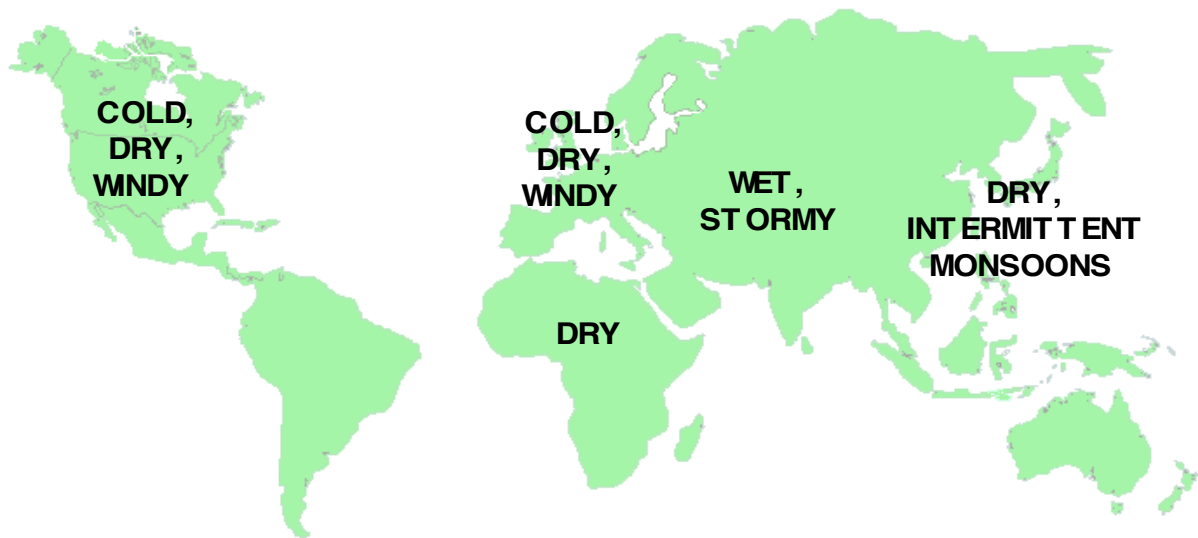 COLD,
DRY,
WINDY
COLD,
DRY,
WINDY
WET,
STORMY
DRY,
INTERMITTENT
MONSOONS
DRY